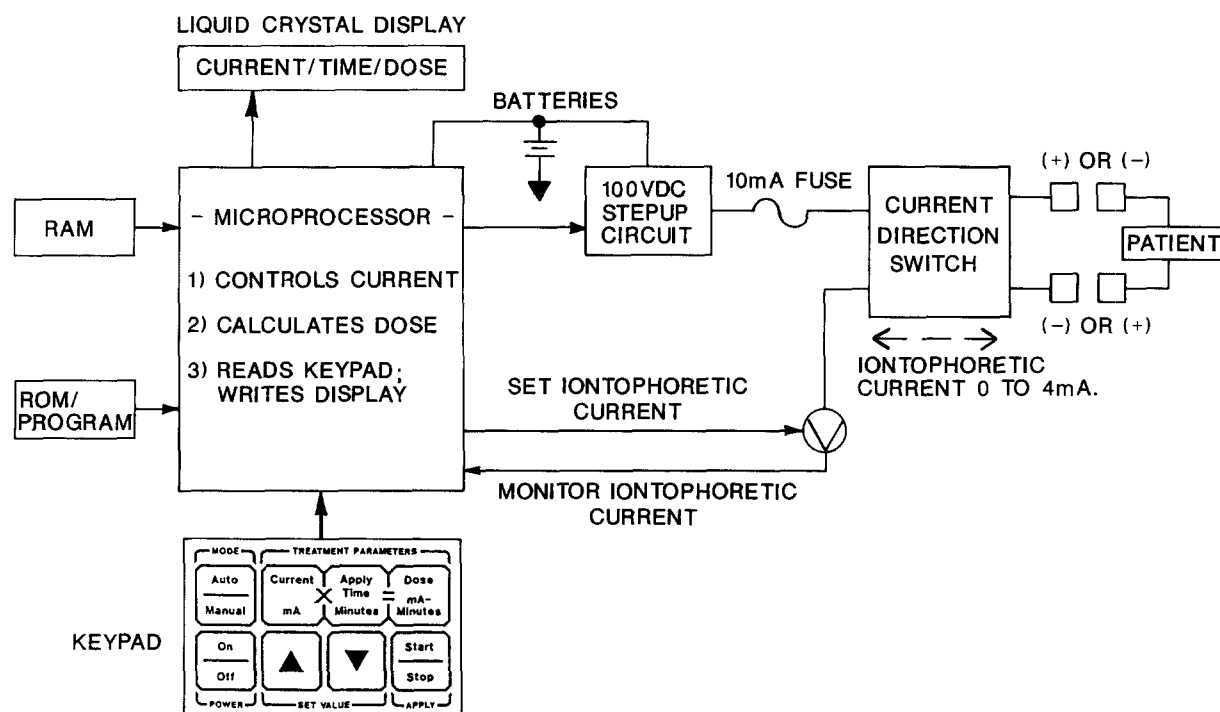 LIQUID CRYSTAL DISPLAY
CURRENT/TIME/DOSE
BATTERIES
RAM
- MICROPROCESSOR -
1) CONTROLS CURRENT
2) CALCULATES DOSE
3) READS KEYPAD;
WRITES DISPLAY
ROM/
PROGRAM
100VDC
STEPUP
CIRCUIT
10mA FUSE
CURRENT
DIRECTION
SWITCH
(+) OR (-)
PATIENT
(-) OR (+)
IONTOPHORETIC
CURRENT 0 TO 4mA.
SET IONTOPHORETIC
CURRENT
MONITOR IONTOPHORETIC
CURRENT
KEYPAD
MODE
TREATMENT PARAMETERS
Auto
Manual
Current
mA
×
Apply
Time
Minutes
=
Dose
mA-
Minutes
On
Off
▲
▼
Start
Stop
POWER
SET VALUE
APPLY